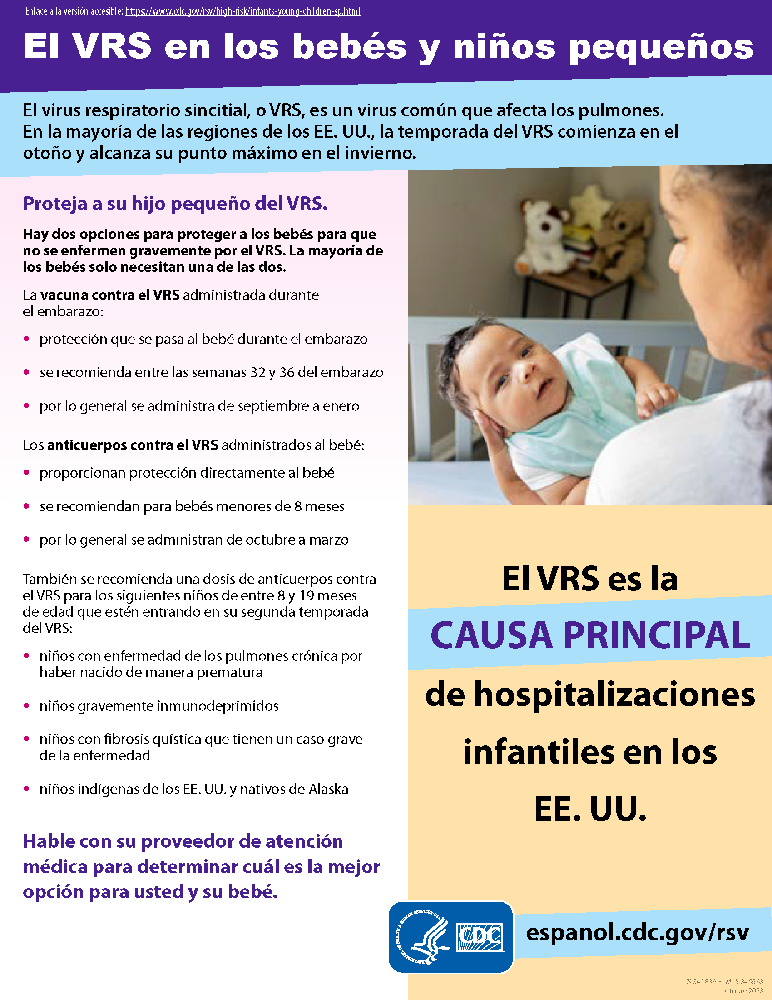 Enlace a la versión accesible: https://www.cdc.gov/rsv/high-risk/infants-young-children-sp.html
El VRS en los bebés y niños pequeños
El virus respiratorio sincitial, o VRS, es un virus común que afecta los pulmones.
En la mayoría de las regiones de los EE. UU., la temporada del VRS comienza en el
otoño y alcanza su punto máximo en el invierno.
Proteja a su hijo pequeño del VRS.
Hay dos opciones para proteger a los bebés para que
no se enfermen gravemente por el VRS. La mayoría de
los bebés solo necesitan una de las dos.
La vacuna contra el VRS administrada durante
el embarazo:
• protección que se pasa al bebé durante el embarazo
• se recomienda entre las semanas 32 y 36 del embarazo
• por lo general se administra de septiembre a enero
Los anticuerpos contra el VRS administrados al bebé:
• proporcionan protección directamente al bebé
• se recomiendan para bebés menores de 8 meses
• por lo general se administran de octubre a marzo
También se recomienda una dosis de anticuerpos contra
el VRS para los siguientes niños de entre 8 y 19 meses
de edad que estén entrando en su segunda temporada
del VRS:
• niños con enfermedad de los pulmones crónica por
haber nacido de manera prematura
• niños gravemente inmunodeprimidos
• niños con fibrosis quística que tienen un caso grave
de la enfermedad
• niños indígenas de los EE. UU. y nativos de Alaska
Hable con su proveedor de atención
médica para determinar cuál es la mejor
opción para usted y su bebé.
El VRS es la
CAUSA PRINCIPAL
de hospitalizaciones
infantiles en los
EE. UU.
DEPARTMENT OF HEALTH & HUMAN SERVICES·USA
CDC
espanol.cdc.gov/rsv
CS 341839-E MLS 345563
octubre 2023